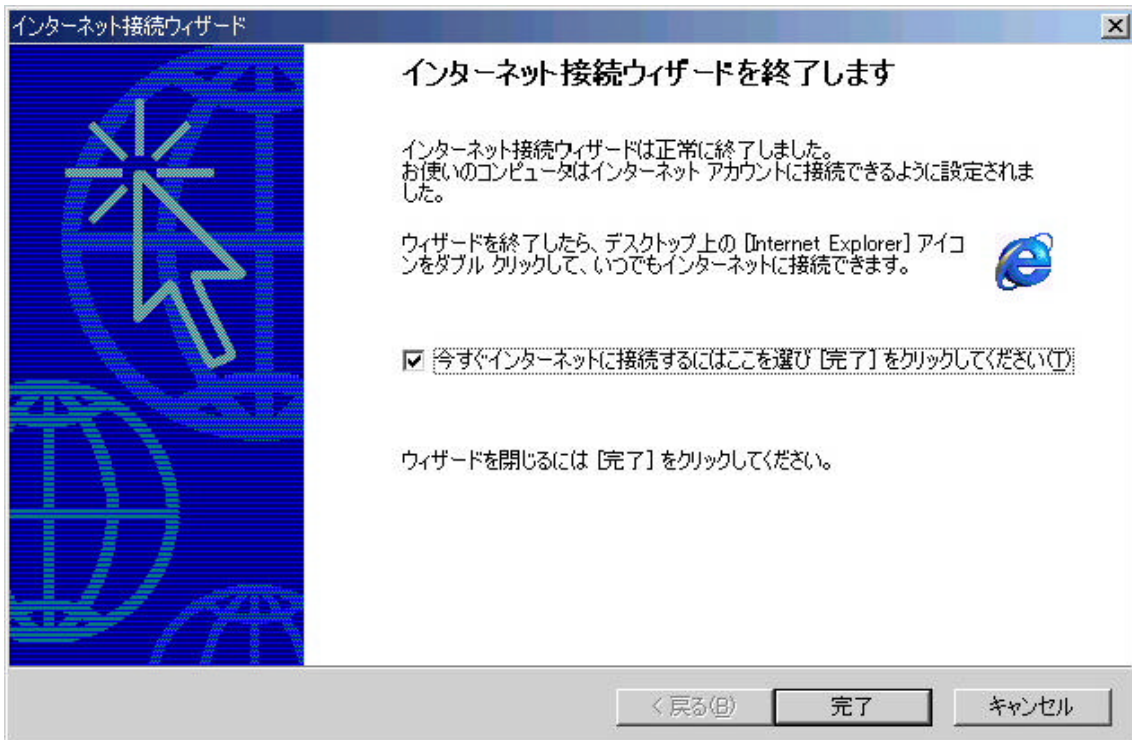 インターネット接続ウィザード
インターネット接続ウィザードを終了します
インターネット接続ウィザードは正常に終了しました。
お使いのコンピュータはインターネット アカウントに接続できるように設定されま
した。
ウィザードを終了したら、デスクトップ上の [Internet Explorer] アイコ
ンをダブル クリックして、いつでもインターネットに接続できます。
今すぐインターネットに接続するにはここを選び [完了] をクリックしてください(T)
ウィザードを閉じるには [完了] をクリックしてください。
< 戻る(B)
完了
キャンセル